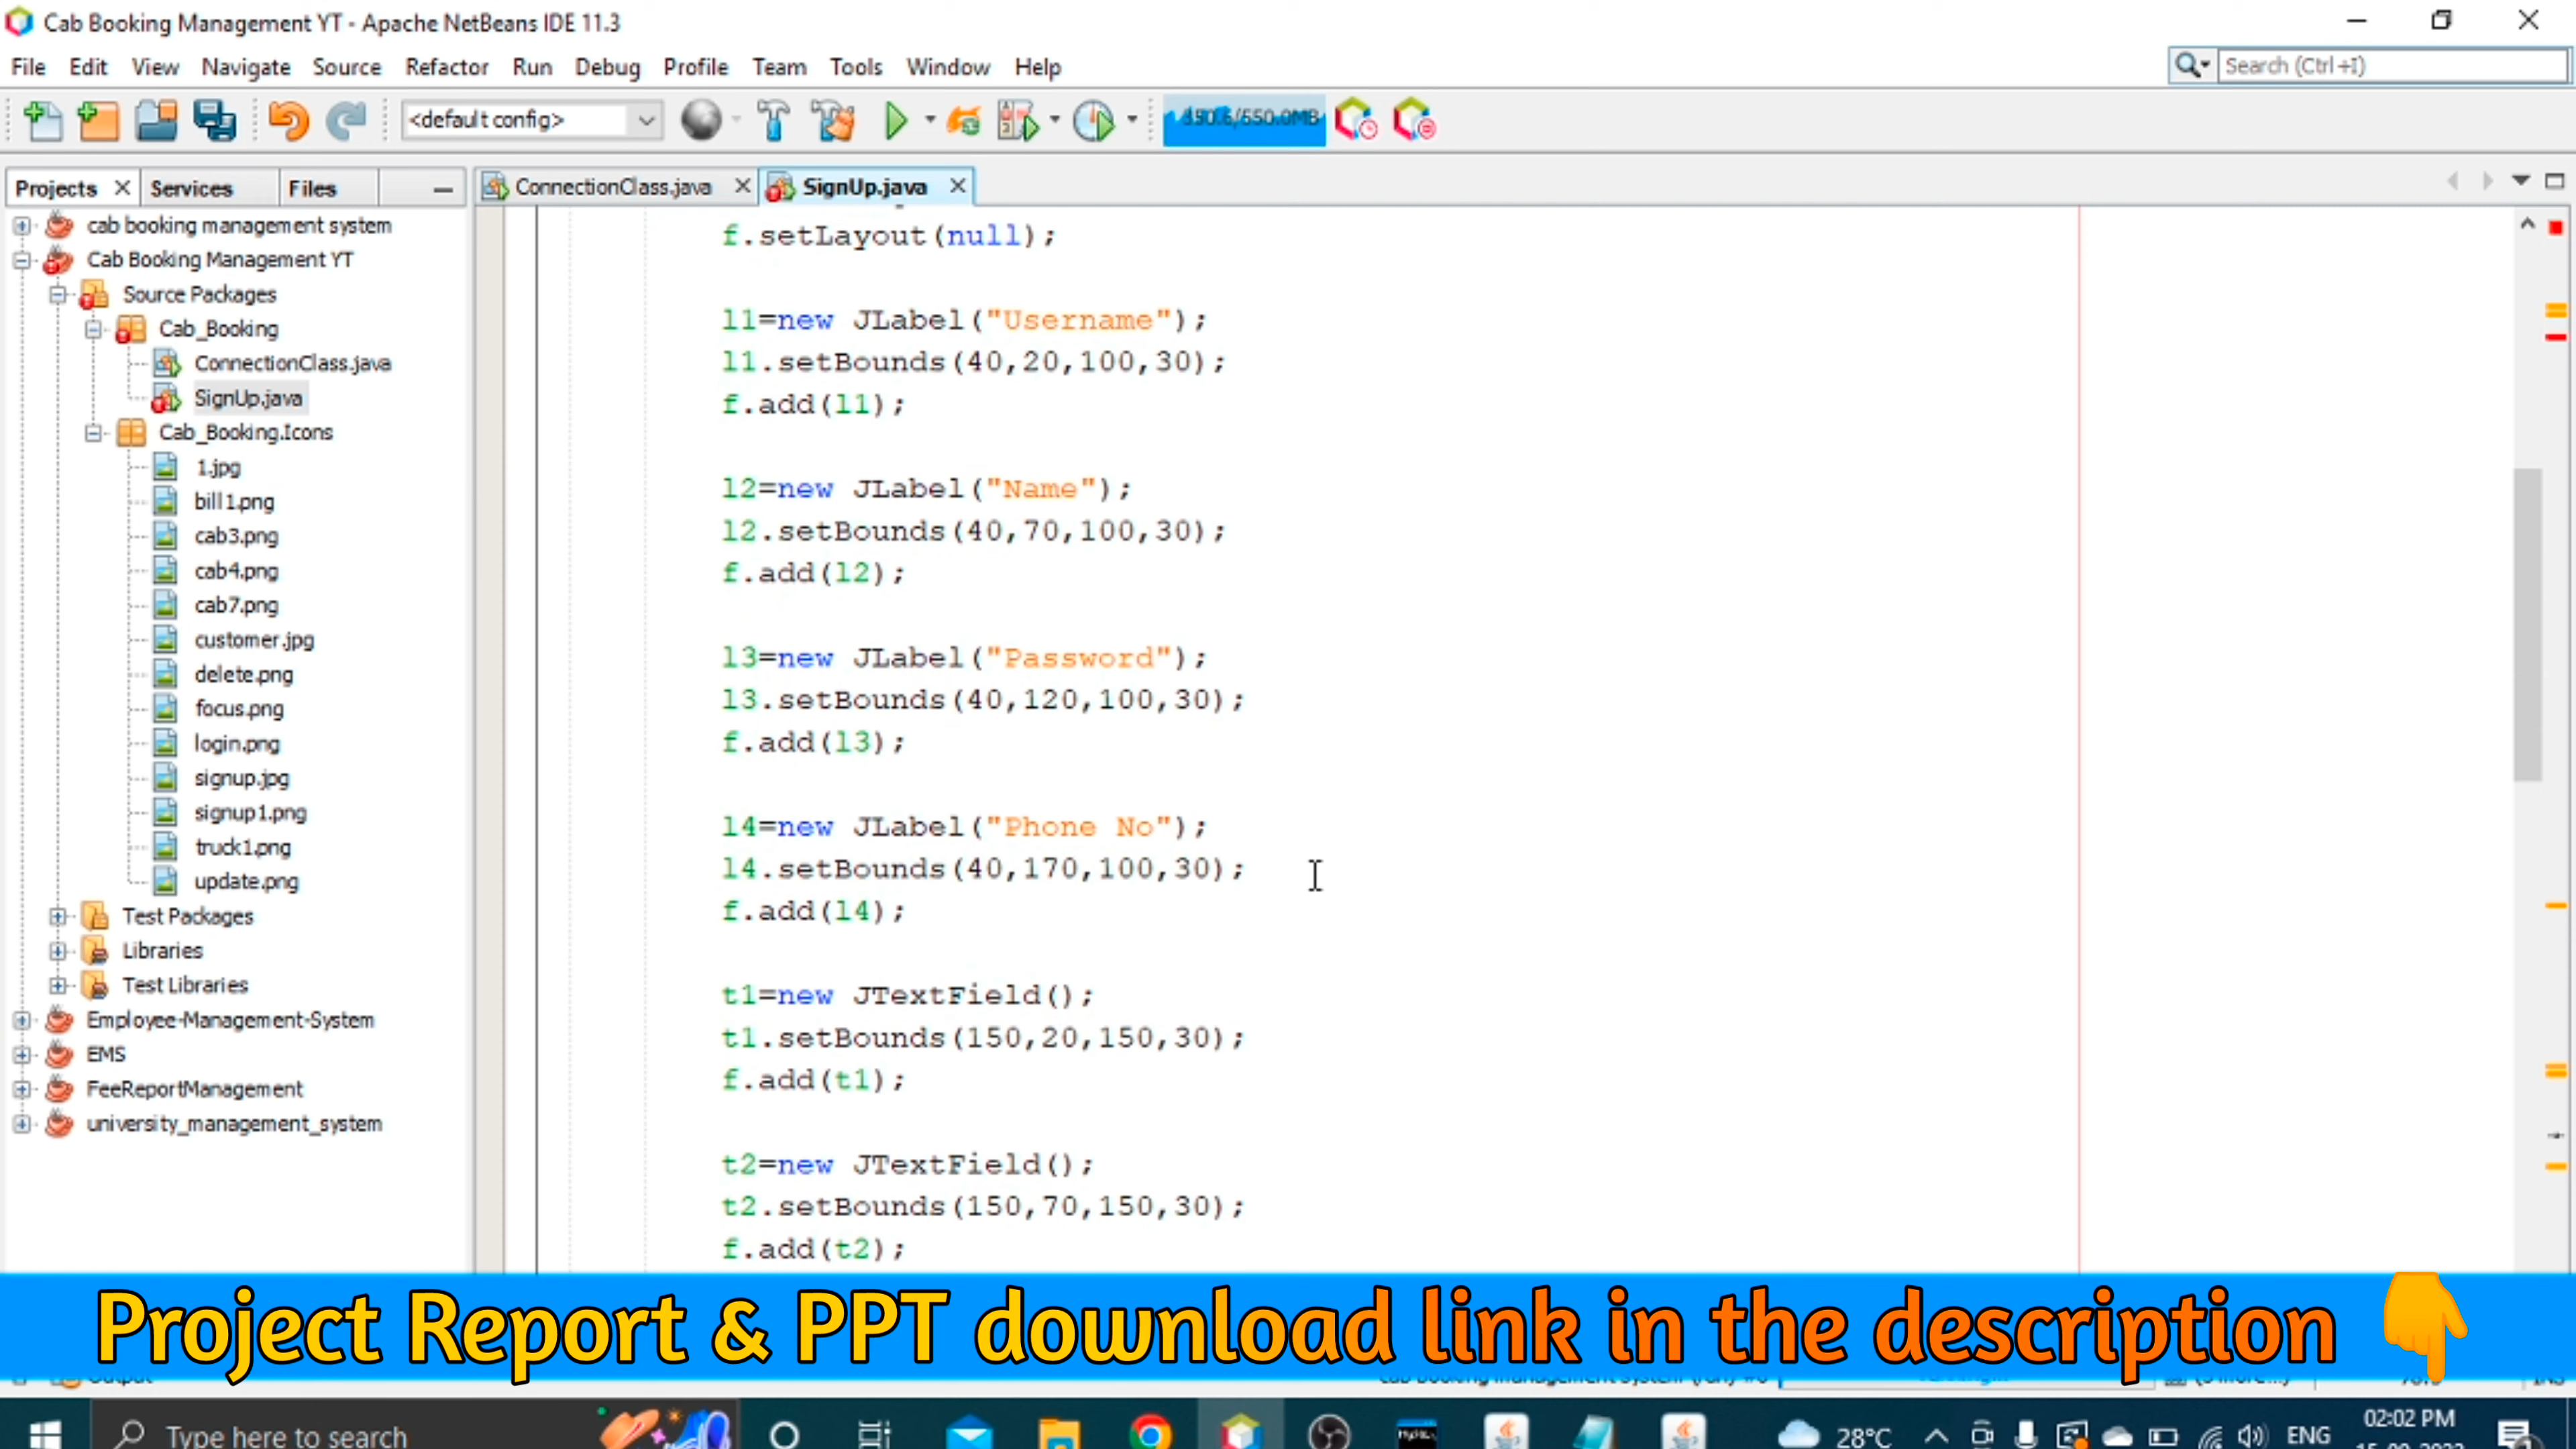 Cab Booking Management YT - Apache NetBeans IDE 11.3
File Edit View Navigate Source Refactor Run Debug Profile Team Tools Window Help
Search (Ctrl+I)
<default config>
Projects Services Files
ConnectionClass.java SignUp.java
cab booking management system
Cab Booking Management YT
Source Packages
Cab_Booking
ConnectionClass.java
SignUp.java
Cab_Booking.Icons
1.jpg
bill1.png
cab3.png
cab4.png
cab7.png
customer.jpg
delete.png
focus.png
login.png
signup.jpg
signup1.png
truck1.png
update.png
Test Packages
Libraries
Test Libraries
Employee-Management-System
EMS
FeeReportManagement
university_management_system
f.setLayout(null);
l1=new JLabel("Username");
l1.setBounds(40,20,100,30);
f.add(l1);
l2=new JLabel("Name");
l2.setBounds(40,70,100,30);
f.add(l2);
l3=new JLabel("Password");
l3.setBounds(40,120,100,30);
f.add(l3);
l4=new JLabel("Phone No");
l4.setBounds(40,170,100,30);
f.add(l4);
t1=new JTextField();
t1.setBounds(150,20,150,30);
f.add(t1);
t2=new JTextField();
t2.setBounds(150,70,150,30);
f.add(t2);
Project Report & PPT download link in the description
Type here to search
28°C
ENG
02:02 PM